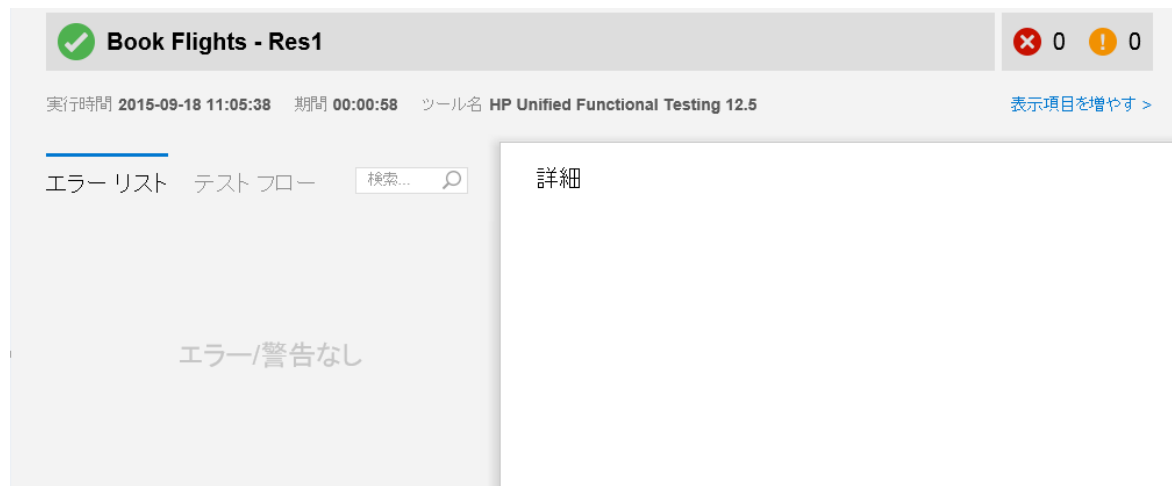 Book Flights - Res1 0 0
実行時間 2015-09-18 11:05:38 期間 00:00:58 ツール名 HP Unified Functional Testing 12.5 表示項目を増やす >
エラー リスト テスト フロー 検索... 詳細
エラー/警告なし